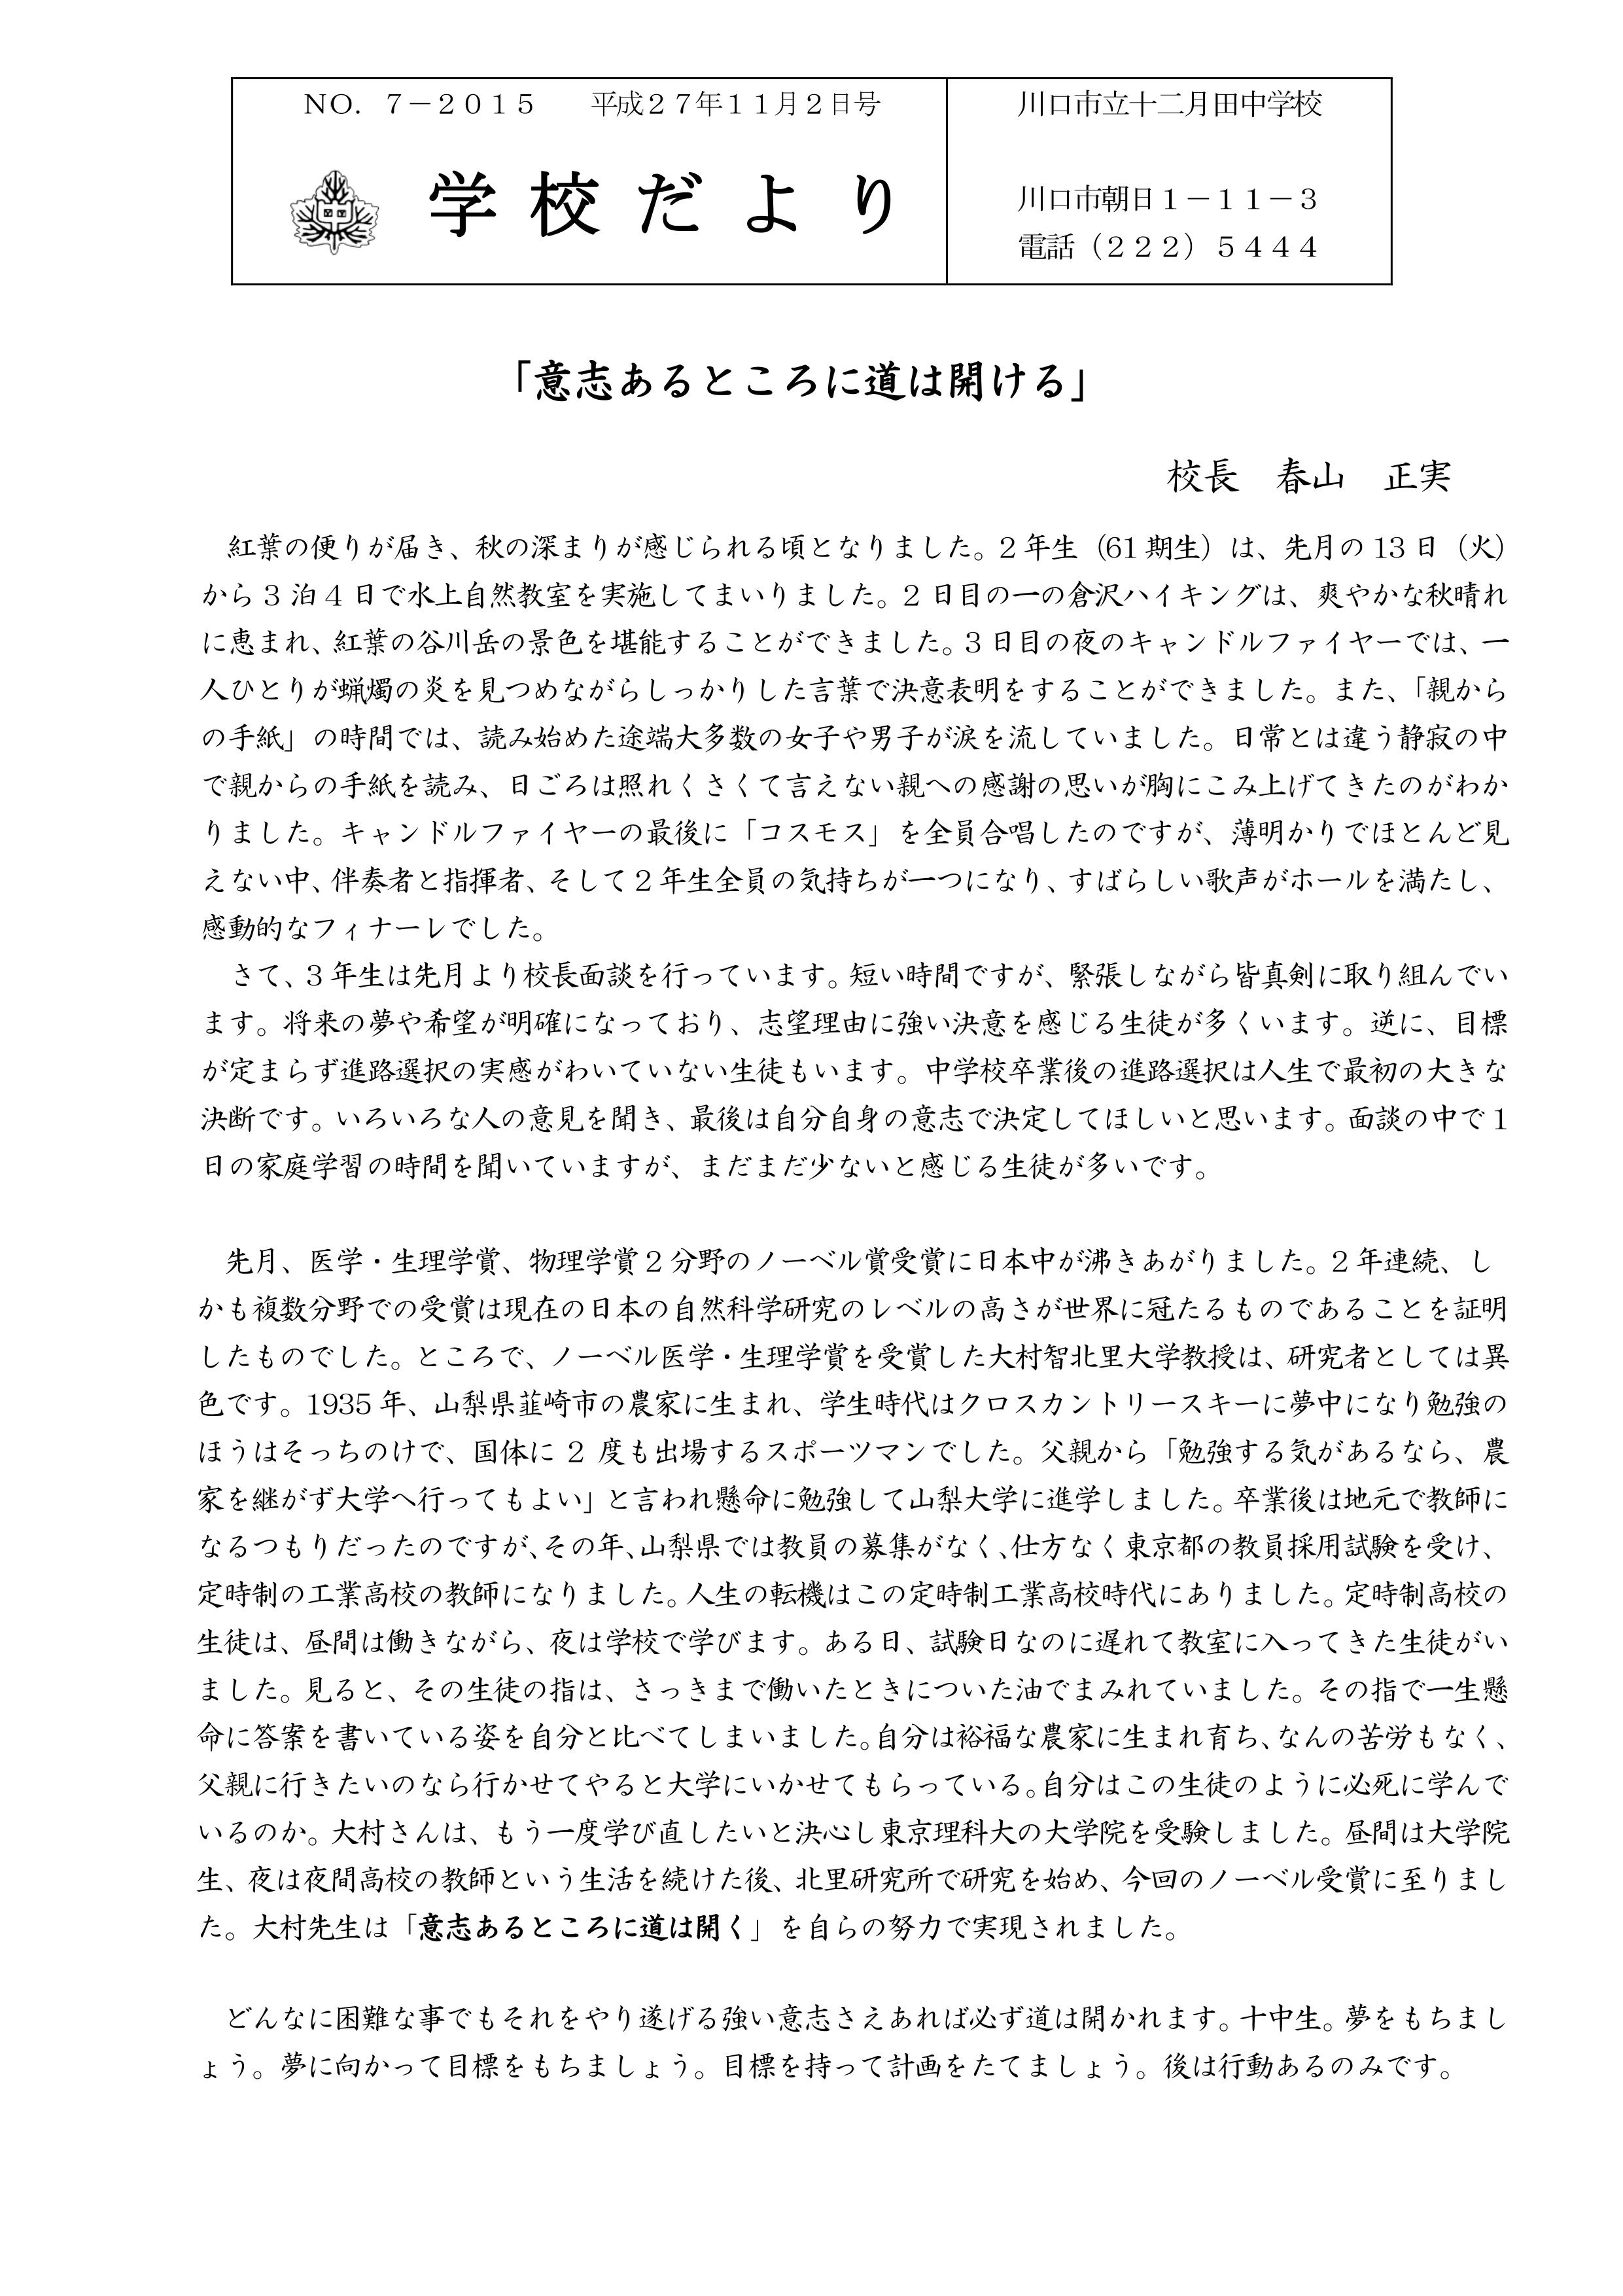 NO．７－２０１５　　平成２７年１１月２日号
学校だより
川口市立十二月田中学校
川口市朝日１－１１－３
電話（２２２）５４４４
「意志あるところに道は開ける」
校長　春山　正実
　紅葉の便りが届き、秋の深まりが感じられる頃となりました。2年生（61期生）は、先月の13日（火）
から3泊4日で水上自然教室を実施してまいりました。2日目の一の倉沢ハイキングは、爽やかな秋晴れ
に恵まれ、紅葉の谷川岳の景色を堪能することができました。3日目の夜のキャンドルファイヤーでは、一
人ひとりが蝋燭の炎を見つめながらしっかりした言葉で決意表明をすることができました。また、「親から
の手紙」の時間では、読み始めた途端大多数の女子や男子が涙を流していました。日常とは違う静寂の中
で親からの手紙を読み、日ごろは照れくさくて言えない親への感謝の思いが胸にこみ上げてきたのがわか
りました。キャンドルファイヤーの最後に「コスモス」を全員合唱したのですが、薄明かりでほとんど見
えない中、伴奏者と指揮者、そして2年生全員の気持ちが一つになり、すばらしい歌声がホールを満たし、
感動的なフィナーレでした。
　さて、3年生は先月より校長面談を行っています。短い時間ですが、緊張しながら皆真剣に取り組んでい
ます。将来の夢や希望が明確になっており、志望理由に強い決意を感じる生徒が多くいます。逆に、目標
が定まらず進路選択の実感がわいていない生徒もいます。中学校卒業後の進路選択は人生で最初の大きな
決断です。いろいろな人の意見を聞き、最後は自分自身の意志で決定してほしいと思います。面談の中で1
日の家庭学習の時間を聞いていますが、まだまだ少ないと感じる生徒が多いです。
　先月、医学・生理学賞、物理学賞2分野のノーベル賞受賞に日本中が沸きあがりました。2年連続、し
かも複数分野での受賞は現在の日本の自然科学研究のレベルの高さが世界に冠たるものであることを証明
したものでした。ところで、ノーベル医学・生理学賞を受賞した大村智北里大学教授は、研究者としては異
色です。1935年、山梨県韮崎市の農家に生まれ、学生時代はクロスカントリースキーに夢中になり勉強の
ほうはそっちのけで、国体に2度も出場するスポーツマンでした。父親から「勉強する気があるなら、農
家を継がず大学へ行ってもよい」と言われ懸命に勉強して山梨大学に進学しました。卒業後は地元で教師に
なるつもりだったのですが、その年、山梨県では教員の募集がなく、仕方なく東京都の教員採用試験を受け、
定時制の工業高校の教師になりました。人生の転機はこの定時制工業高校時代にありました。定時制高校の
生徒は、昼間は働きながら、夜は学校で学びます。ある日、試験日なのに遅れて教室に入ってきた生徒がい
ました。見ると、その生徒の指は、さっきまで働いたときについた油でまみれていました。その指で一生懸
命に答案を書いている姿を自分と比べてしまいました。自分は裕福な農家に生まれ育ち、なんの苦労もなく、
父親に行きたいのなら行かせてやると大学にいかせてもらっている。自分はこの生徒のように必死に学んで
いるのか。大村さんは、もう一度学び直したいと決心し東京理科大の大学院を受験しました。昼間は大学院
生、夜は夜間高校の教師という生活を続けた後、北里研究所で研究を始め、今回のノーベル受賞に至りまし
た。大村先生は「意志あるところに道は開く」を自らの努力で実現されました。
　どんなに困難な事でもそれをやり遂げる強い意志さえあれば必ず道は開かれます。十中生。夢をもちまし
ょう。夢に向かって目標をもちましょう。目標を持って計画をたてましょう。後は行動あるのみです。